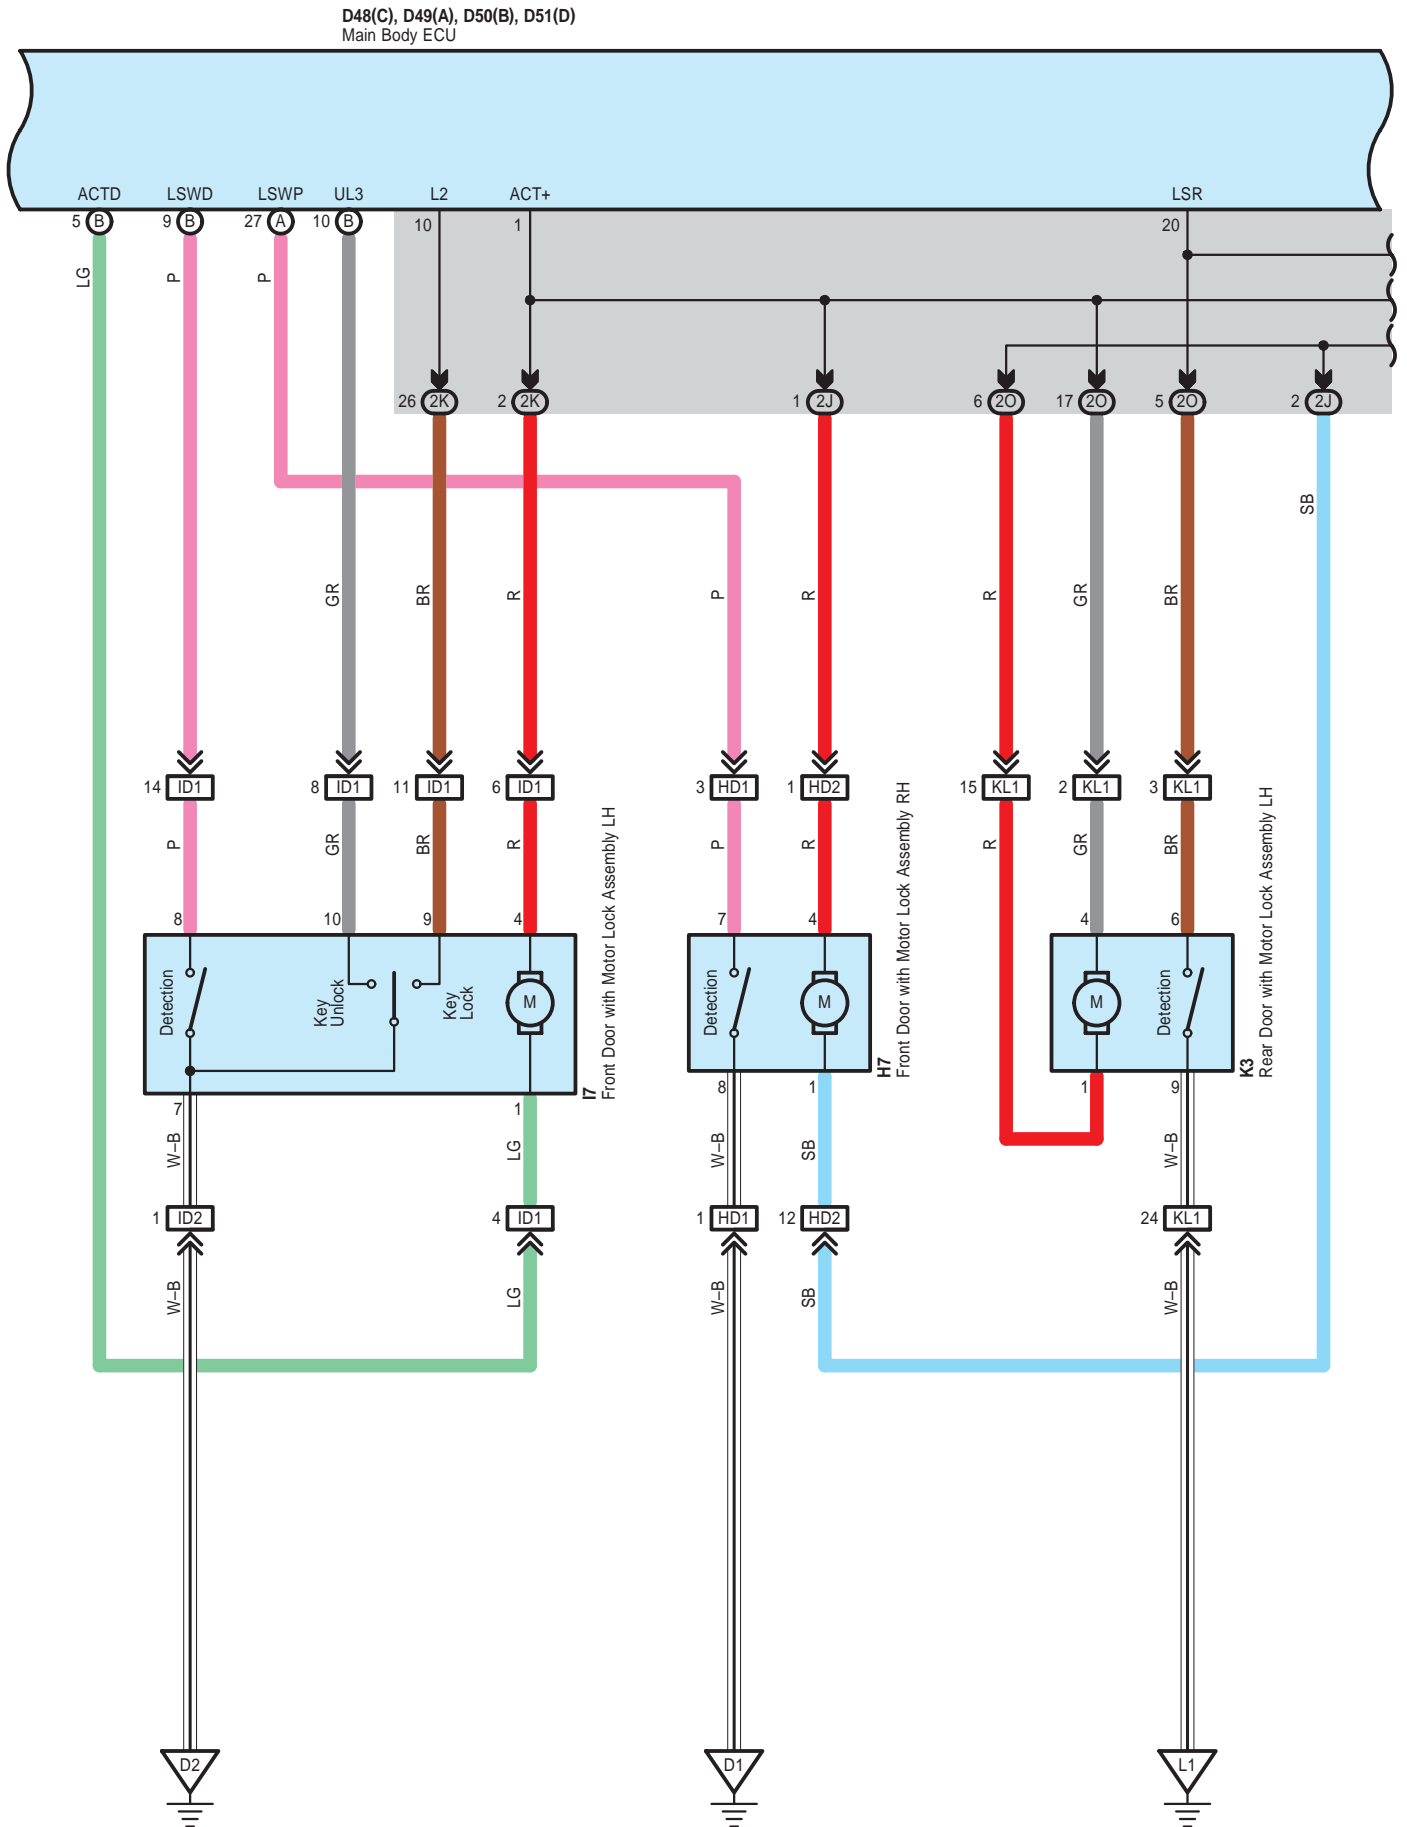 D48(C), D49(A), D50(B), D51(D)
Main Body ECU
ACTD LSWD LSWP UL3 L2 ACT+ LSR
5 B 9 B 27 A 10 B 10 1 20
LG P P
26 2K 2 2K 1 2J 6 2O 17 2O 5 2O 2 2J
SB
GR BR R P R R GR BR
14 ID1 8 ID1 11 ID1 6 ID1 3 HD1 1 HD2 15 KL1 2 KL1 3 KL1
P GR BR R P R R GR BR
8 10 9 4 7 4 4 6
Detection
Key
Unlock
Key
Lock
M
I7
Front Door with Motor Lock Assembly LH
Detection
M
H7
Front Door with Motor Lock Assembly RH
M
Detection
K3
Rear Door with Motor Lock Assembly LH
7 1 8 1 1 9
W–B LG W–B SB W–B
1 ID2 4 ID1 1 HD1 12 HD2 24 KL1
W–B LG W–B SB W–B
D2 D1 L1